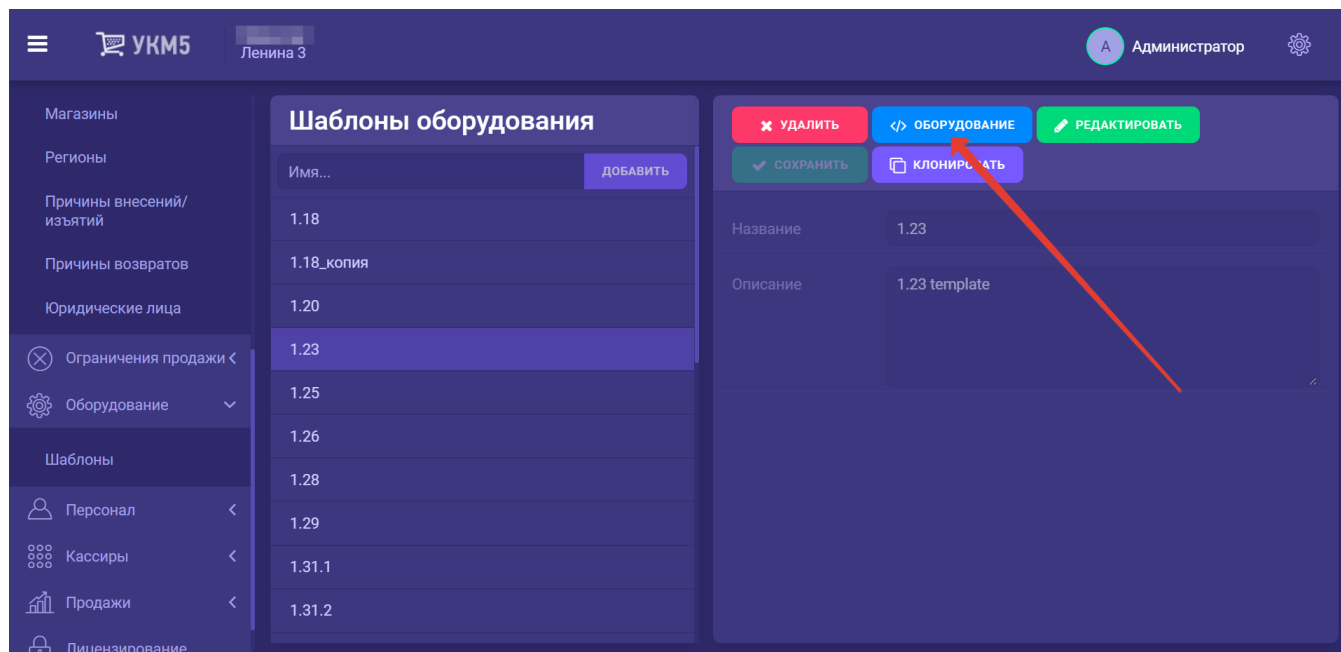 УКМ5
Ленина 3
А Администратор
Магазины
Регионы
Причины внесений/
изъятий
Причины возвратов
Юридические лица
Ограничения продажи
Оборудование
Шаблоны
Персонал
Кассиры
Продажи
Лицензирование
Шаблоны оборудования
Имя...
ДОБАВИТЬ
1.18
1.18_копия
1.20
1.23
1.25
1.26
1.28
1.29
1.31.1
1.31.2
УДАЛИТЬ
</> ОБОРУДОВАНИЕ
РЕДАКТИРОВАТЬ
СОХРАНИТЬ
КЛОНИРОВАТЬ
Название 1.23
Описание 1.23 template